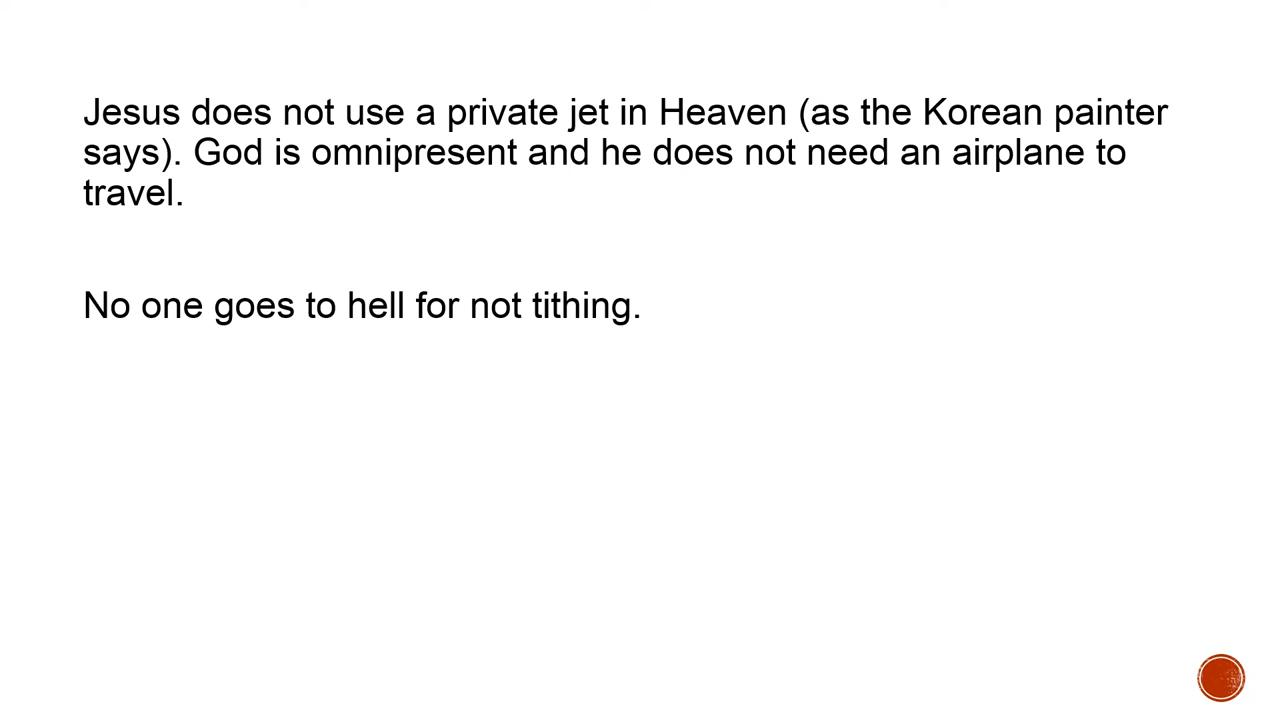 Jesus does not use a private jet in Heaven (as the Korean painter
says). God is omnipresent and he does not need an airplane to
travel.
No one goes to hell for not tithing.